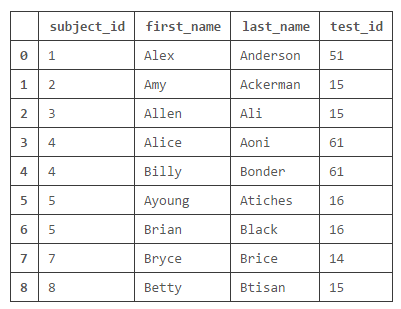 subject_id first_name last_name test_id
0 1 Alex Anderson 51
1 2 Amy Ackerman 15
2 3 Allen Ali 15
3 4 Alice Aoni 61
4 4 Billy Bonder 61
5 5 Ayoung Atiches 16
6 5 Brian Black 16
7 7 Bryce Brice 14
8 8 Betty Btisan 15